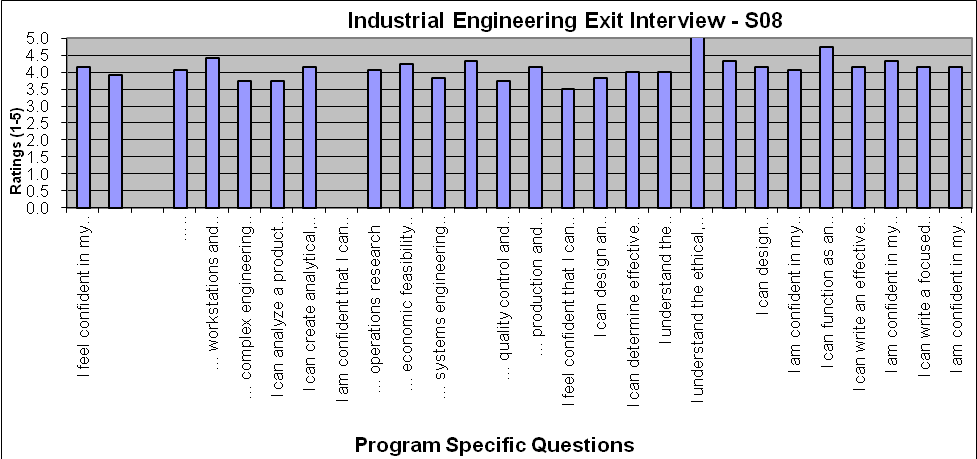 Industrial Engineering Exit Interview - S08
Ratings (1-5)
5.0
4.5
4.0
3.5
3.0
2.5
2.0
1.5
1.0
0.5
0.0
I feel confident in my..
.....
... workstations and..
... complex engineering..
I can analyze a product..
I can create analytical,..
I am confident that I can..
... operations research
... economic feasibility..
... systems engineering..
... quality control and..
... production and..
I feel confident that I can..
I can design an..
I can determine effective..
I understand the..
I understand the ethical,..
I can design..
I am confident in my..
I can function as an..
I can write an effective..
I am confident in my..
I can write a focused..
I am confident in my..
Program Specific Questions